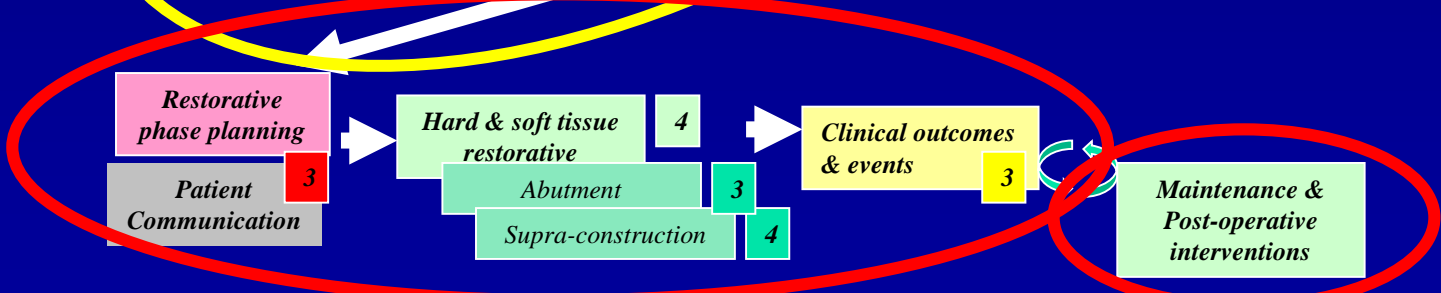 Restorative
phase planning
3
Patient
Communication
Hard & soft tissue
restorative
4
Abutment
3
Supra-construction
4
Clinical outcomes
& events
3
Maintenance &
Post-operative
interventions